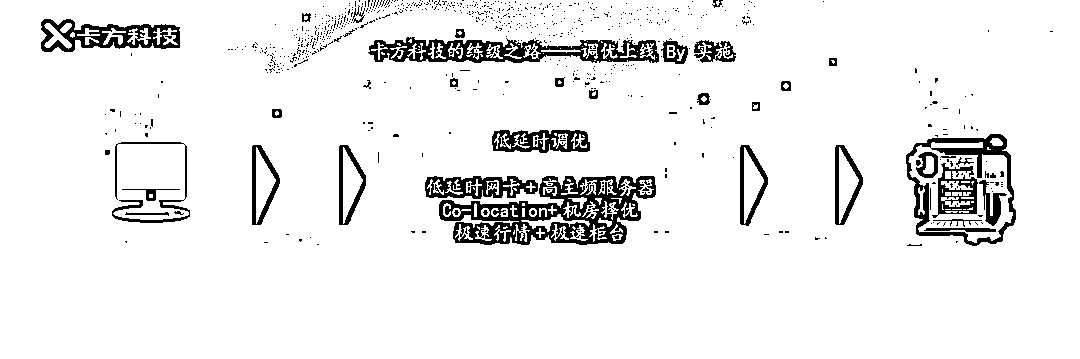 卡方科技
卡方科技的练级之路——调优上线 By 实施
低延时调优
低延时网卡+高主频服务器
Co-location+机房择优
极速行情+极速柜台